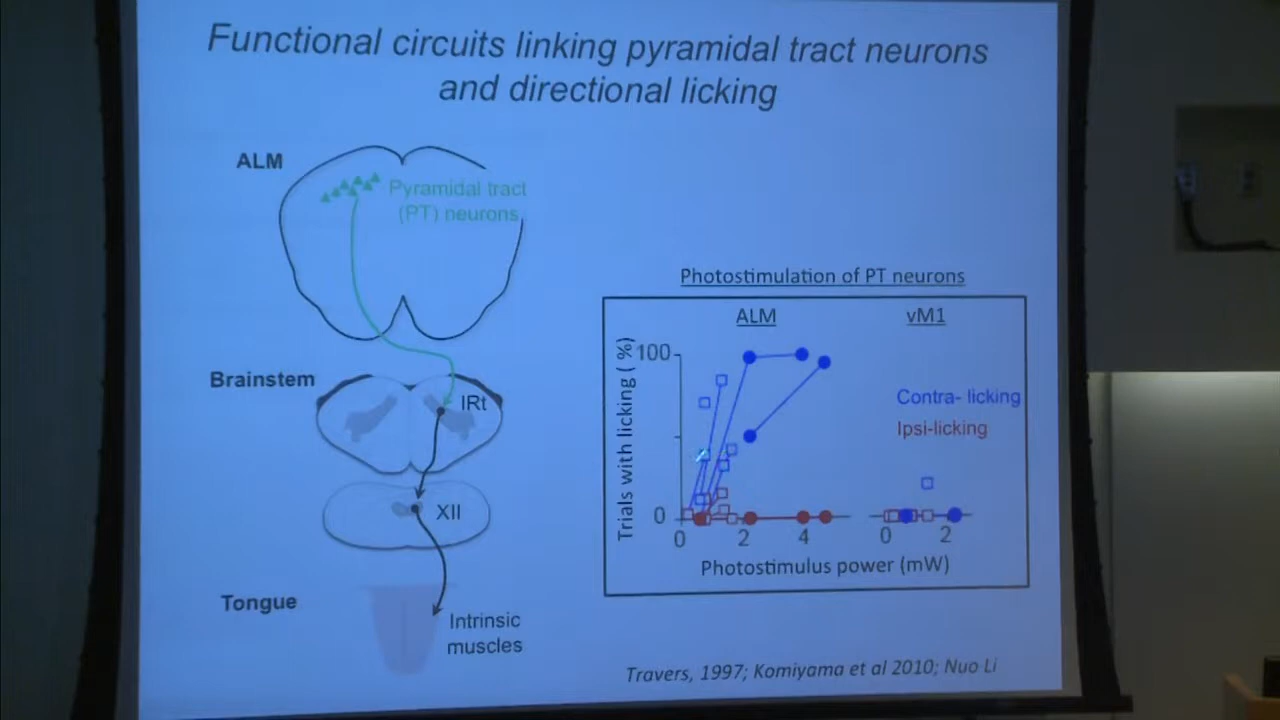 Functional circuits linking pyramidal tract neurons
and directional licking
ALM
Pyramidal tract
(PT) neurons
Brainstem
IRt
XII
Tongue
Intrinsic
muscles
Photostimulation of PT neurons
ALM
vM1
Trials with licking ( %)
100
0
Contra- licking
Ipsi-licking
0 2 4
0 2
Photostimulus power (mW)
Travers, 1997; Komiyama et al 2010; Nuo Li